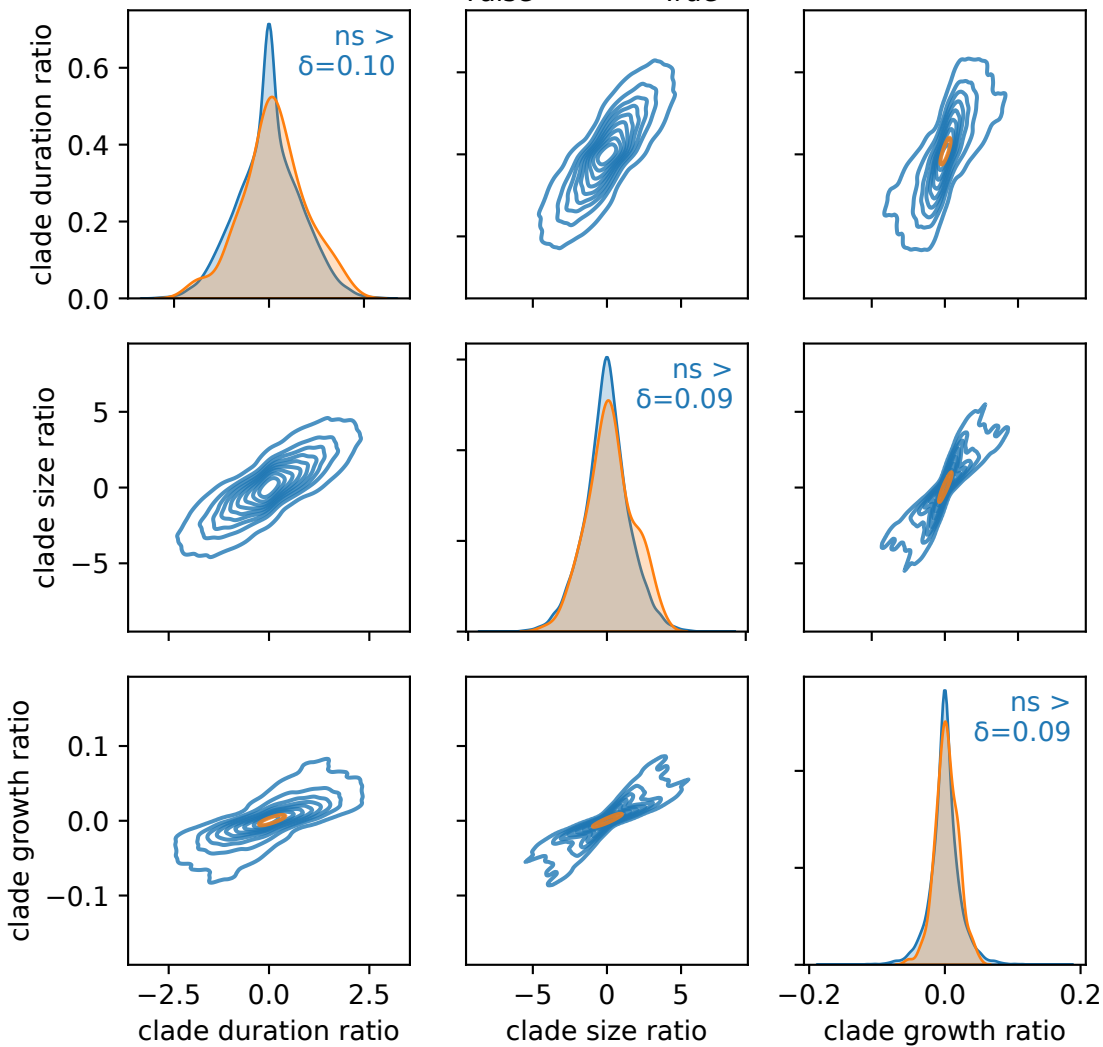 clade duration ratio
0.6
0.4
0.2
0.0
ns >
δ=0.10
clade size ratio
5
0
−5
ns >
δ=0.09
clade growth ratio
0.1
0.0
−0.1
ns >
δ=0.09
−2.5 0.0 2.5
−5 0 5
−0.2 0.0 0.2
clade duration ratio
clade size ratio
clade growth ratio